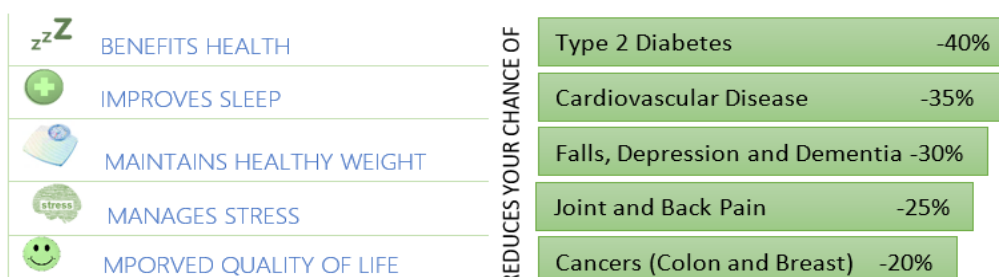 zzZ BENEFITS HEALTH
IMPROVES SLEEP
MAINTAINS HEALTHY WEIGHT
stress MANAGES STRESS
MPORVED QUALITY OF LIFE
REDUCES YOUR CHANCE OF
Type 2 Diabetes -40%
Cardiovascular Disease -35%
Falls, Depression and Dementia -30%
Joint and Back Pain -25%
Cancers (Colon and Breast) -20%